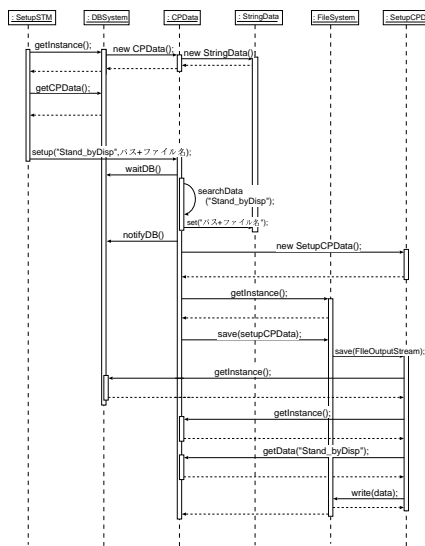 : SetupSTM
: DBSystem
: CPData
: StringData
: FileSystem
: SetupCPD
getInstance();
new CPData();
new StringData()
getCPData();
setup("Stand_byDisp",パス+ファイル名);
waitDB()
searchData
("Stand_byDisp");
set("パス+ファイル名");
notifyDB()
new SetupCPData();
getInstance();
save(setupCPData);
save(FIleOutputStream);
getInstance();
getInstance();
getData("Stand_byDisp");
write(data);